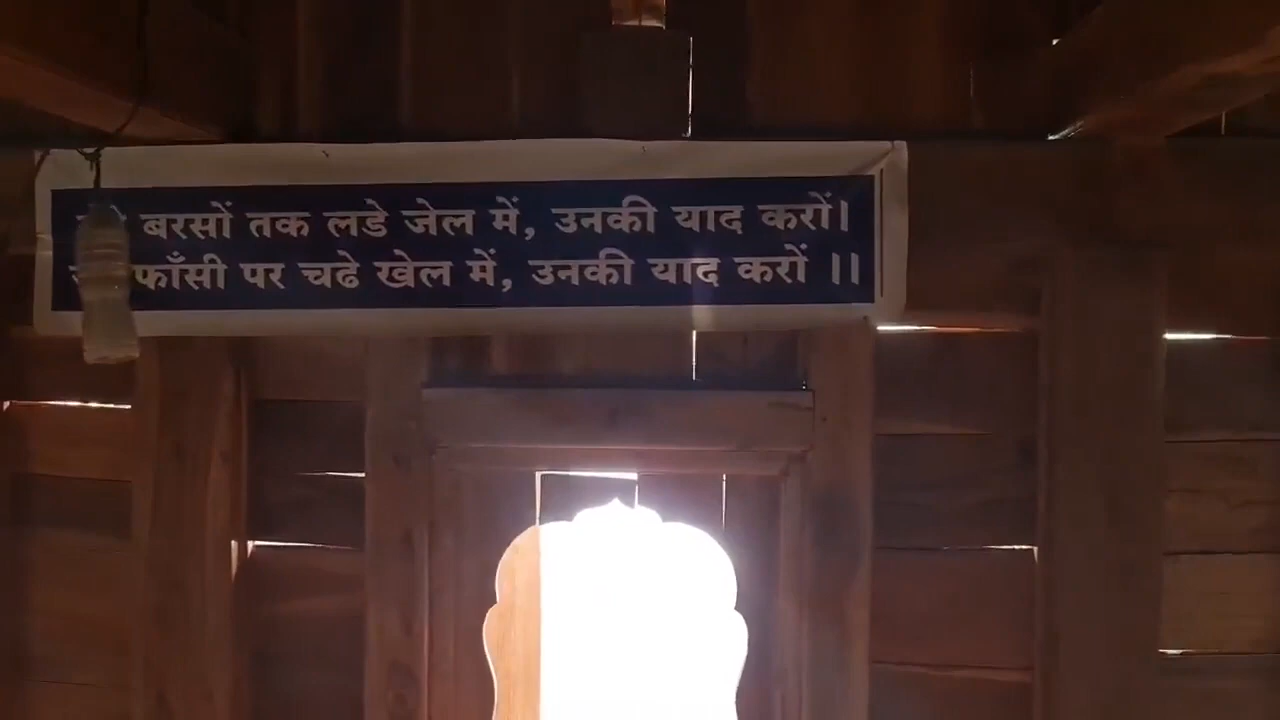 बरसों तक लडे जेल में, उनकी याद करों।
फाँसी पर चढे खेल में, उनकी याद करों ।।